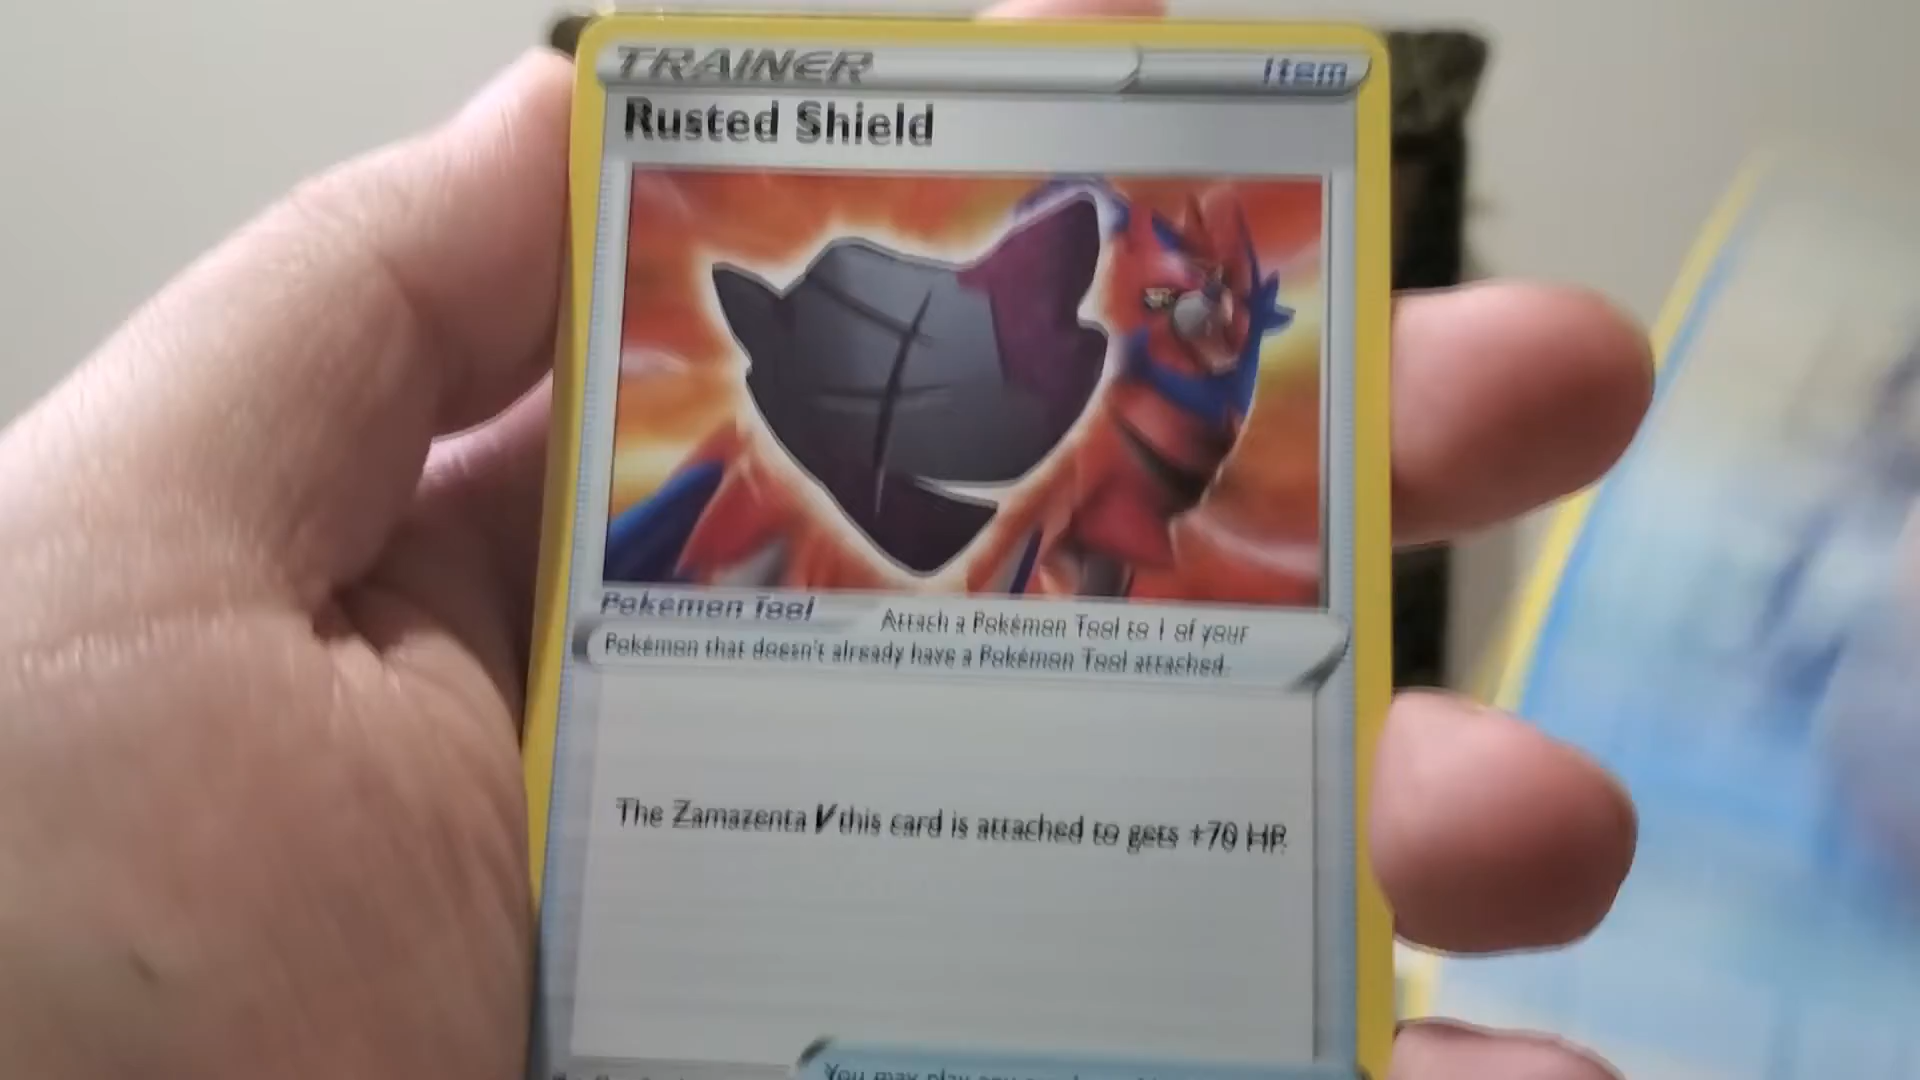 TRAINER Item
Rusted Shield
Pokémon Tool Attach a Pokémon Tool to 1 of your
Pokémon that doesn't already have a Pokémon Tool attached.
The Zamazenta V this card is attached to gets +70 HP.
You may play any